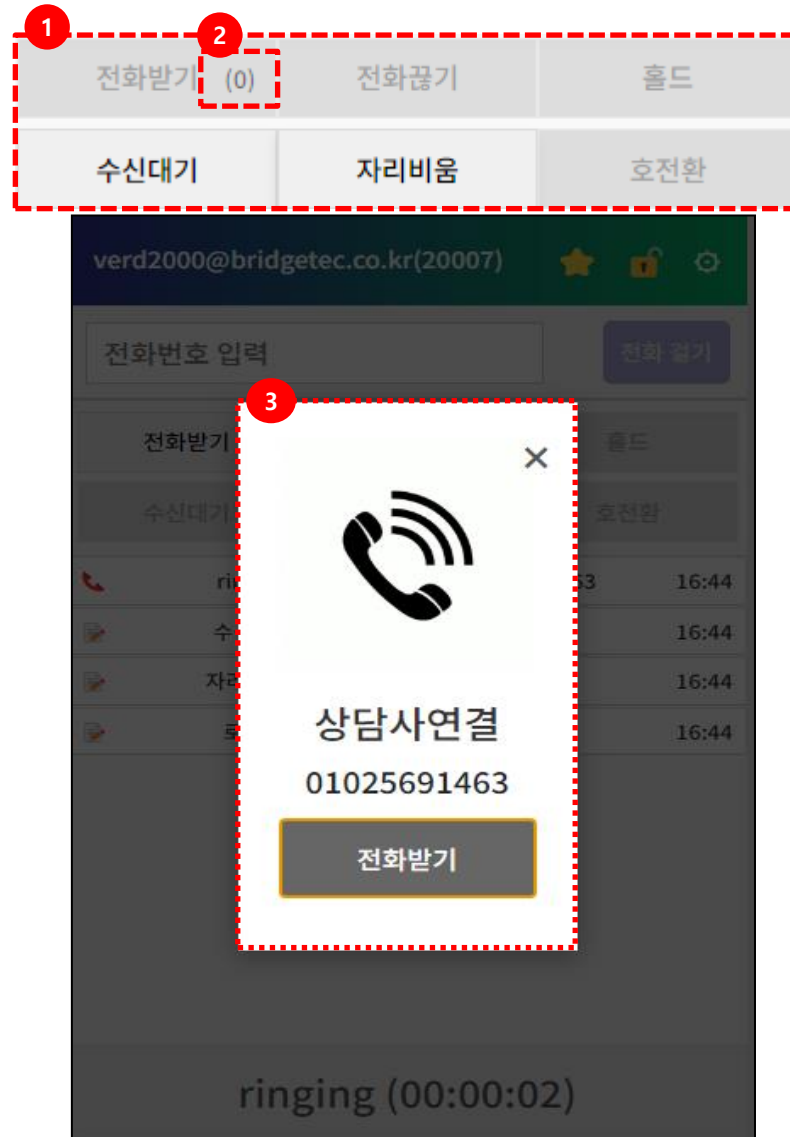 1
2
전화받기 (0) 전화끊기 홀드
수신대기 자리비움 호전환
verd2000@bridgetec.co.kr(20007)
전화번호 입력 전화 걸기
3
전화받기 홀드
수신대기 호전환
16:44
수 16:44
16:44
16:44
상담사연결
01025691463
전화받기
ringing (00:00:02)